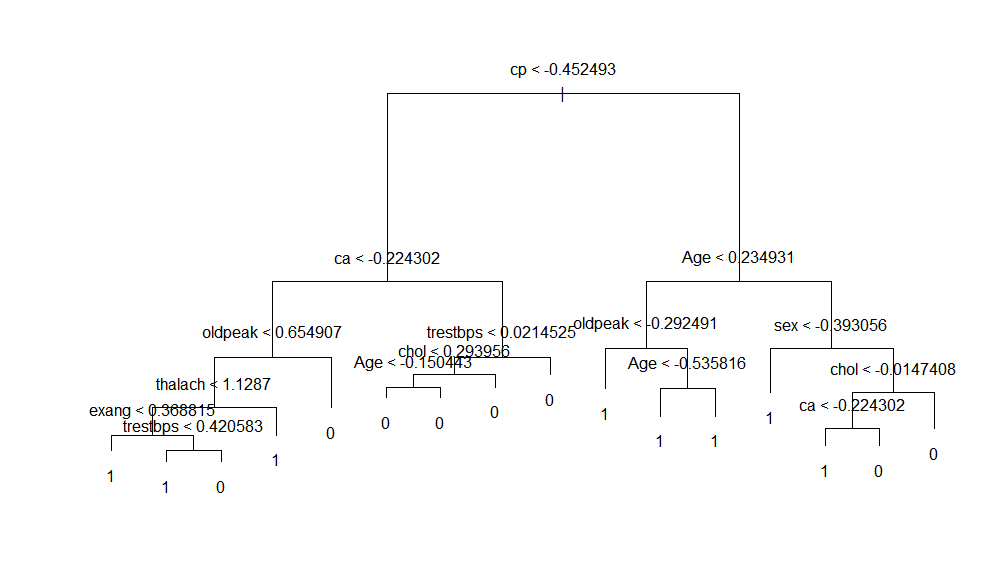 cp < -0.452493
ca < -0.224302
Age < 0.234931
oldpeak < 0.654907
trestbps < 0.0214525
oldpeak < -0.292491
sex < -0.393056
chol < 0.293956
Age < -0.150443
Age < -0.535816
chol < -0.0147408
thalach < 1.1287
exang < 0.368815
trestbps < 0.420583
ca < -0.224302
0
0
0
0
0
1
1
1
1
1
0
1
1
0
1
0
0